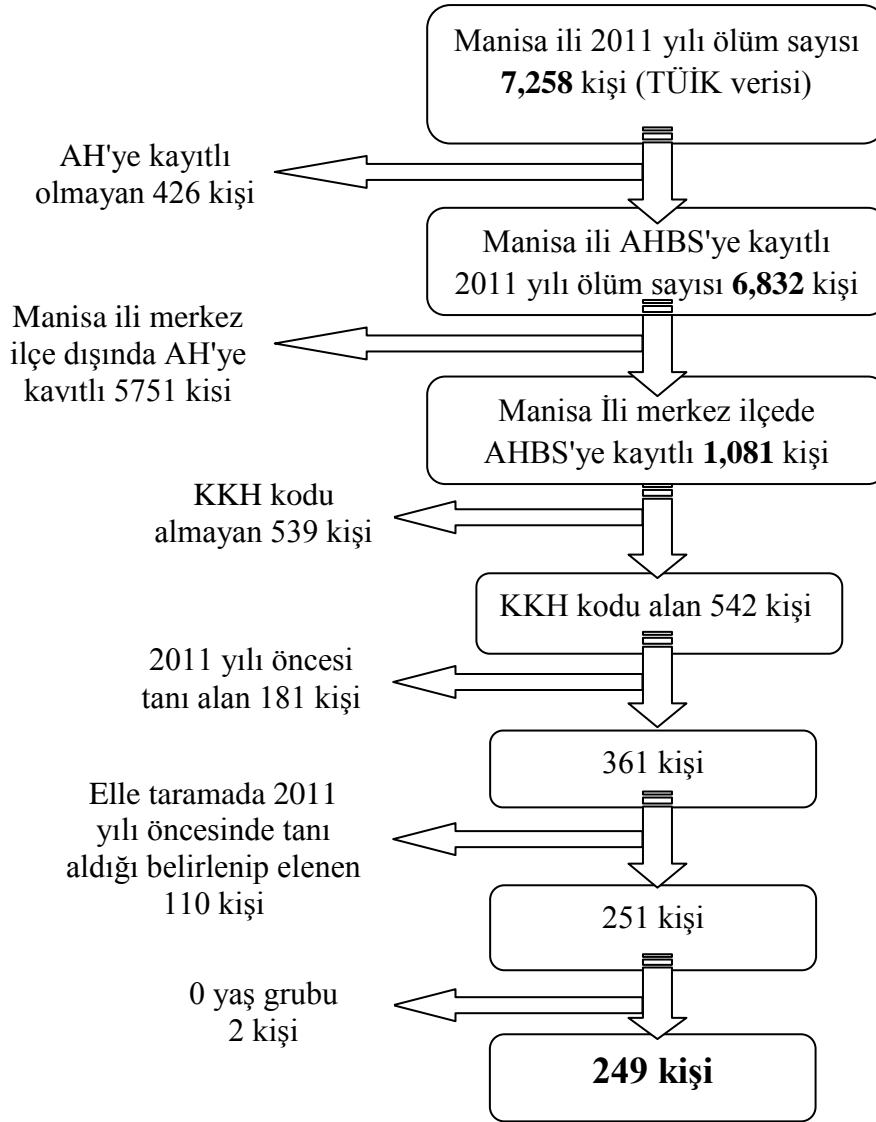 Manisa ili 2011 yılı ölüm sayısı
7,258 kişi (TÜİK verisi)
AH'ye kayıtlı
olmayan 426 kişi
Manisa ili AHBS'ye kayıtlı
2011 yılı ölüm sayısı 6,832 kişi
Manisa ili merkez
ilçe dışında AH'ye
kayıtlı 5751 kişi
Manisa İli merkez ilçede
AHBS'ye kayıtlı 1,081 kişi
KKH kodu
almayan 539 kişi
KKH kodu alan 542 kişi
2011 yılı öncesi
tanı alan 181 kişi
361 kişi
Elle taramada 2011
yılı öncesinde tanı
aldığı belirlenip elenen
110 kişi
251 kişi
0 yaş grubu
2 kişi
249 kişi